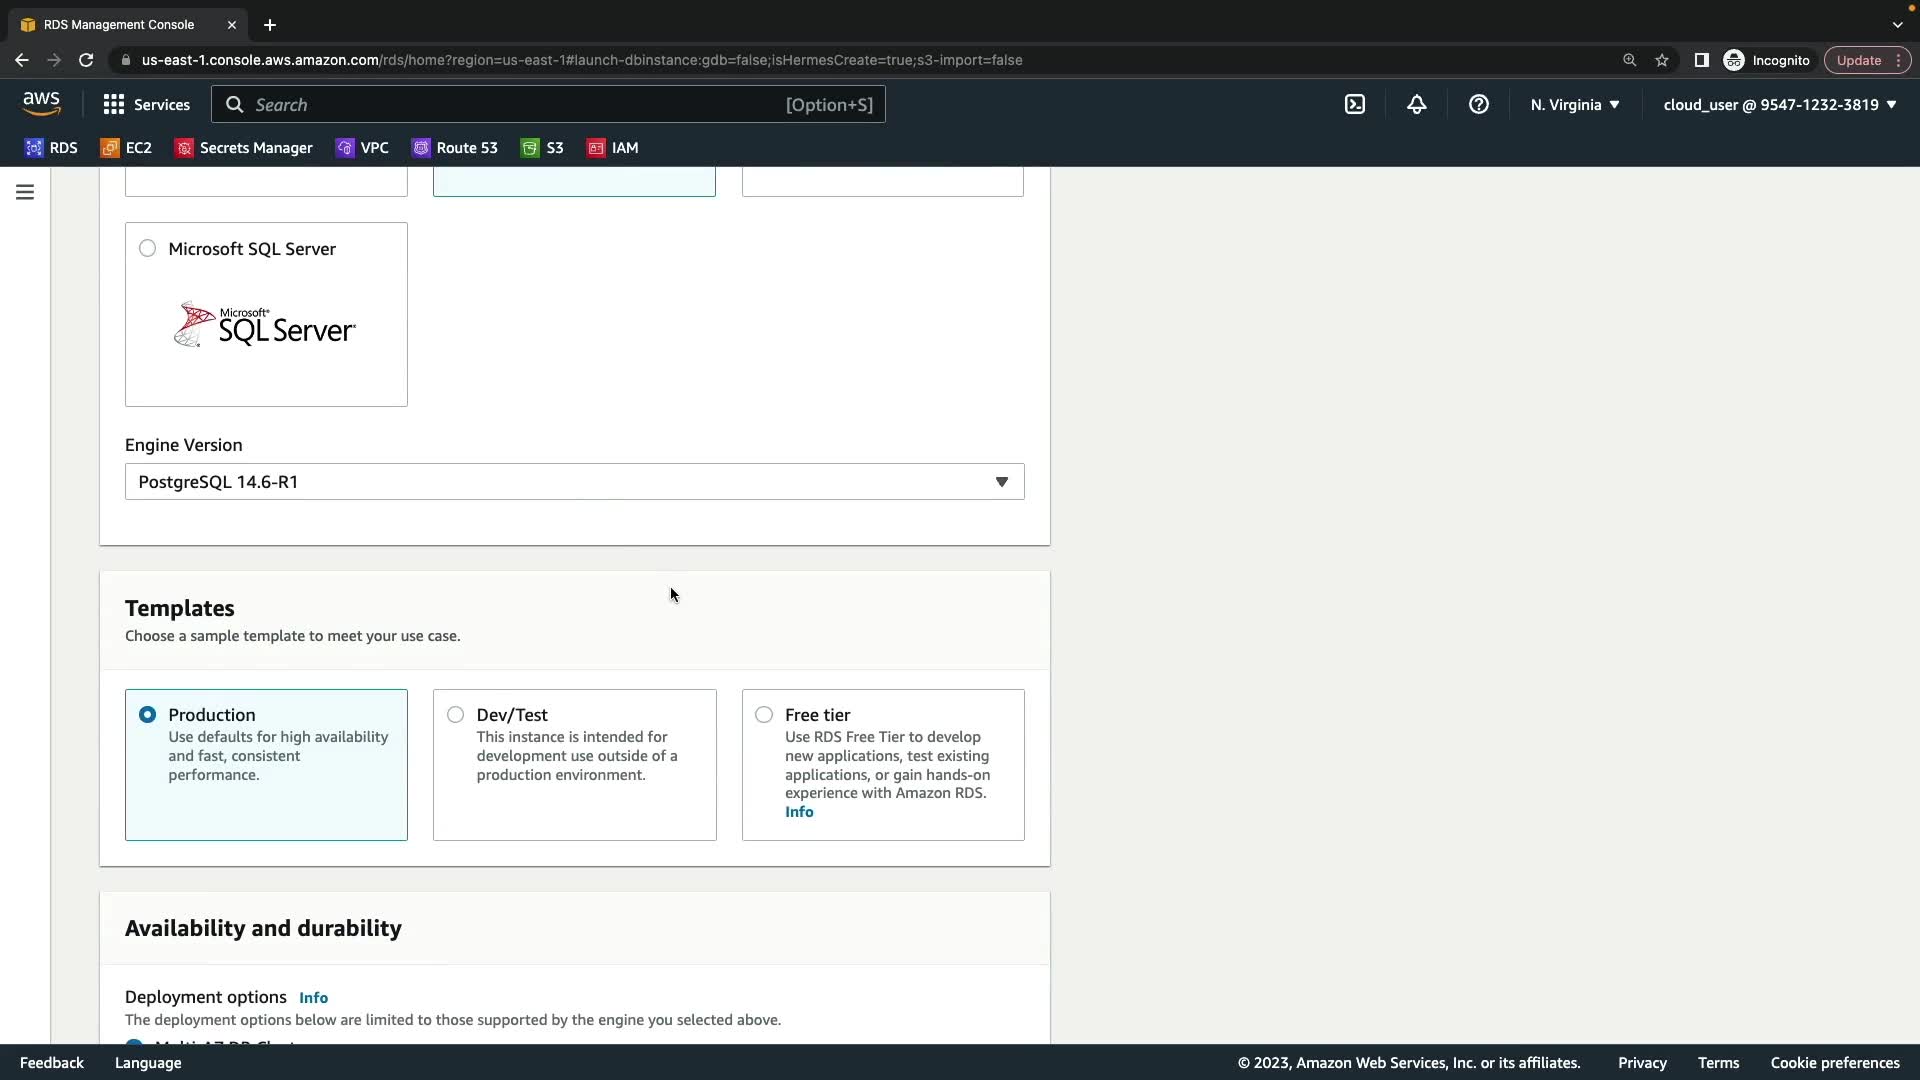 RDS Management Console
us-east-1.console.aws.amazon.com/rds/home?region=us-east-1#launch-dbinstance:gdb=false;isHermesCreate=true;s3-import=false
Incognito
Update
aws
Services
Search
[Option+S]
N. Virginia
cloud_user @ 9547-1232-3819
RDS
EC2
Secrets Manager
VPC
Route 53
S3
IAM
Microsoft SQL Server
Microsoft®
SQL Server
Engine Version
PostgreSQL 14.6-R1
Templates
Choose a sample template to meet your use case.
Production
Use defaults for high availability
and fast, consistent
performance.
Dev/Test
This instance is intended for
development use outside of a
production environment.
Free tier
Use RDS Free Tier to develop
new applications, test existing
applications, or gain hands-on
experience with Amazon RDS.
Info
Availability and durability
Deployment options Info
The deployment options below are limited to those supported by the engine you selected above.
Feedback
Language
© 2023, Amazon Web Services, Inc. or its affiliates.
Privacy
Terms
Cookie preferences